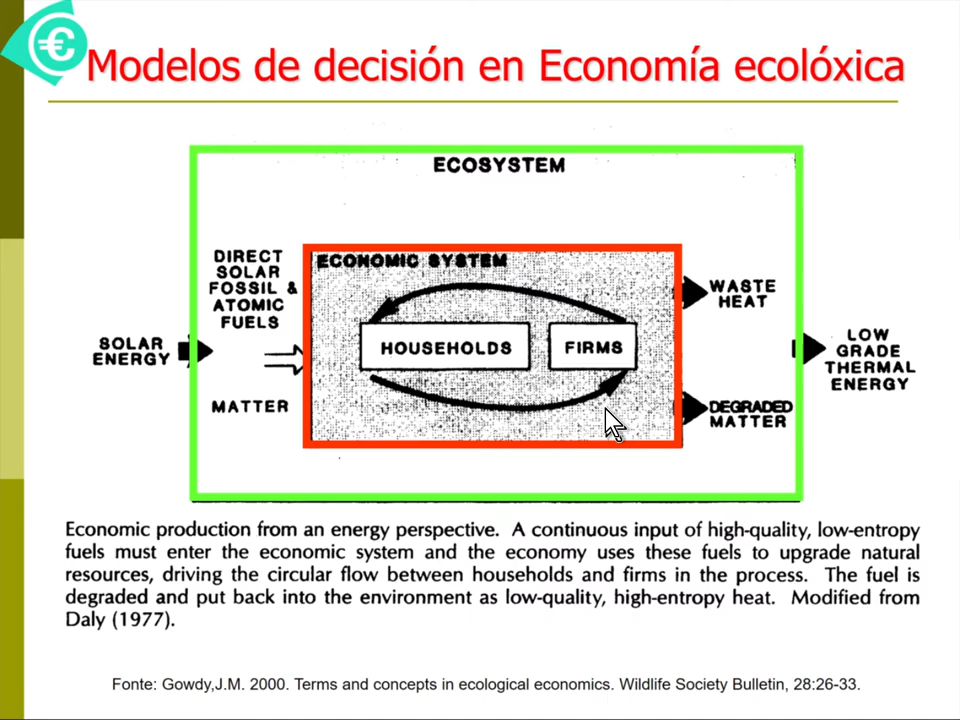 €
Modelos de decisión en Economía ecolóxica
ECOSYSTEM
DIRECT
SOLAR
FOSSIL &
ATOMIC
FUELS
ECONOMIC SYSTEM
WASTE
HEAT
SOLAR
ENERGY
HOUSEHOLDS
FIRMS
LOW
GRADE
THERMAL
ENERGY
MATTER
DEGRADED
MATTER
Economic production from an energy perspective. A continuous input of high-quality, low-entropy
fuels must enter the economic system and the economy uses these fuels to upgrade natural
resources, driving the circular flow between households and firms in the process. The fuel is
degraded and put back into the environment as low-quality, high-entropy heat. Modified from
Daly (1977).
Fonte: Gowdy,J.M. 2000. Terms and concepts in ecological economics. Wildlife Society Bulletin, 28:26-33.